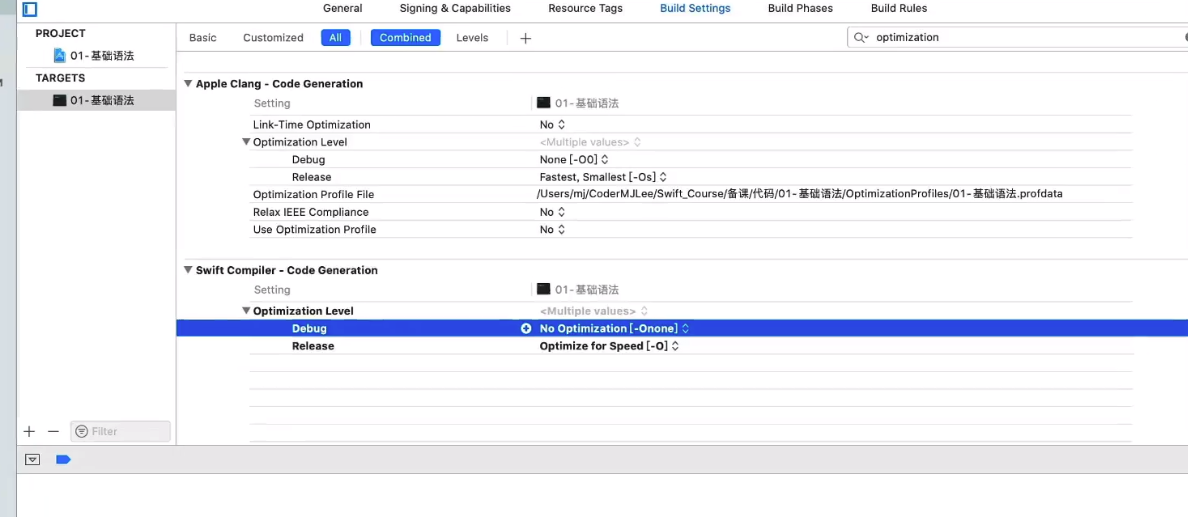 General Signing & Capabilities Resource Tags Build Settings Build Phases Build Rules
PROJECT
01-基础语法
TARGETS
01-基础语法
Basic Customized All Combined Levels +
optimization
Apple Clang - Code Generation
Setting 01-基础语法
Link-Time Optimization No
Optimization Level <Multiple values>
Debug None [-O0]
Release Fastest, Smallest [-Os]
Optimization Profile File /Users/mj/CoderMJLee/Swift_Course/备课/代码/01-基础语法/OptimizationProfiles/01-基础语法.profdata
Relax IEEE Compliance No
Use Optimization Profile No
Swift Compiler - Code Generation
Setting 01-基础语法
Optimization Level <Multiple values>
Debug No Optimization [-Onone]
Release Optimize for Speed [-O]
Filter